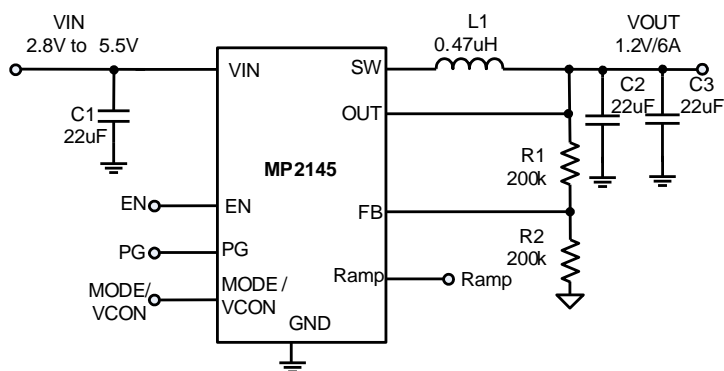 VIN
2.8V to 5.5V
L1
0.47uH
VOUT
1.2V/6A
VIN
SW
C1
22uF
C2
22uF
C3
22uF
OUT
MP2145
R1
200k
EN
EN
FB
PG
PG
R2
200k
MODE/
VCON
MODE /
VCON
Ramp
Ramp
GND